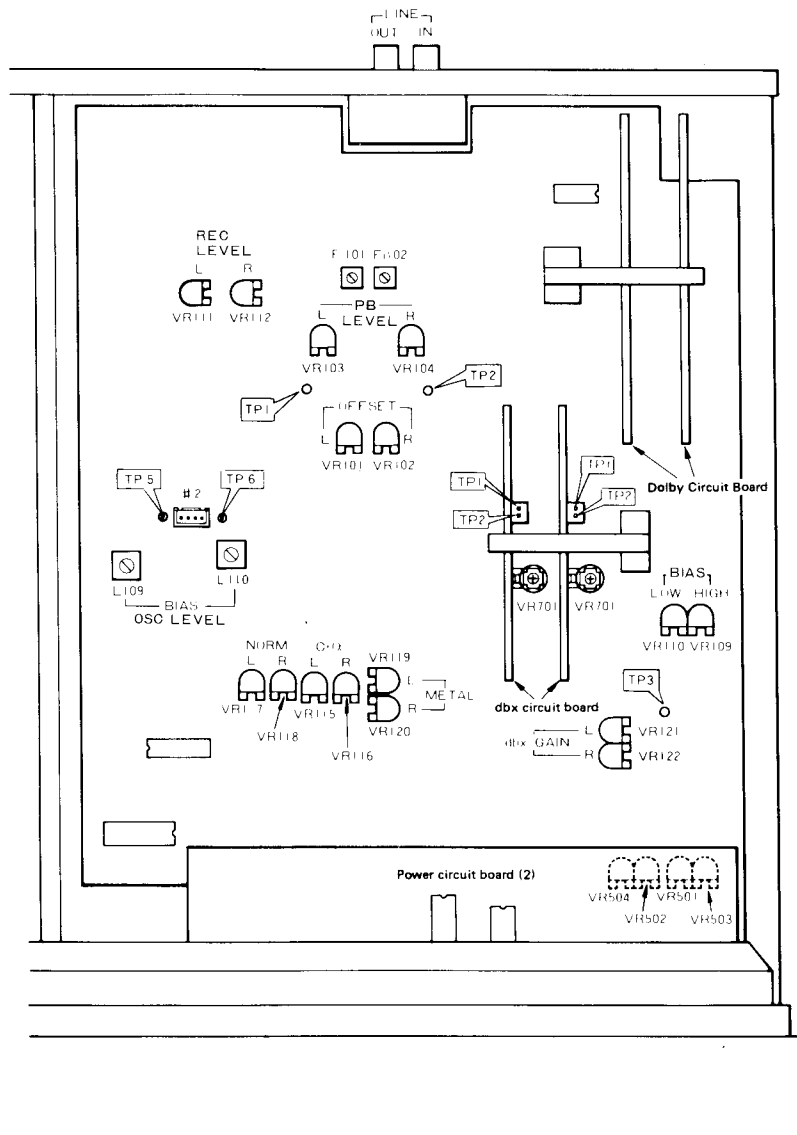 LINE
OUT IN
REC
LEVEL
L R
VR111 VR112
PB
LEVEL
L R
VR103 VR104
TP1
TP2
OFFSET
L R
VR101 VR102
TP5
#2
TP6
L109
L110
BIAS
OSC LEVEL
Dolby Circuit Board
TP1
TP2
TP1
TP2
VR701 VR701
BIAS
LOW HIGH
VR110 VR109
NORM
L R
L R
VR118
VR115
VR116
VR119
L
METAL
R
VR120
dbx circuit board
TP3
dbx GAIN
L VR121
R VR122
Power circuit board (2)
VR504 VR501
VR502 VR503